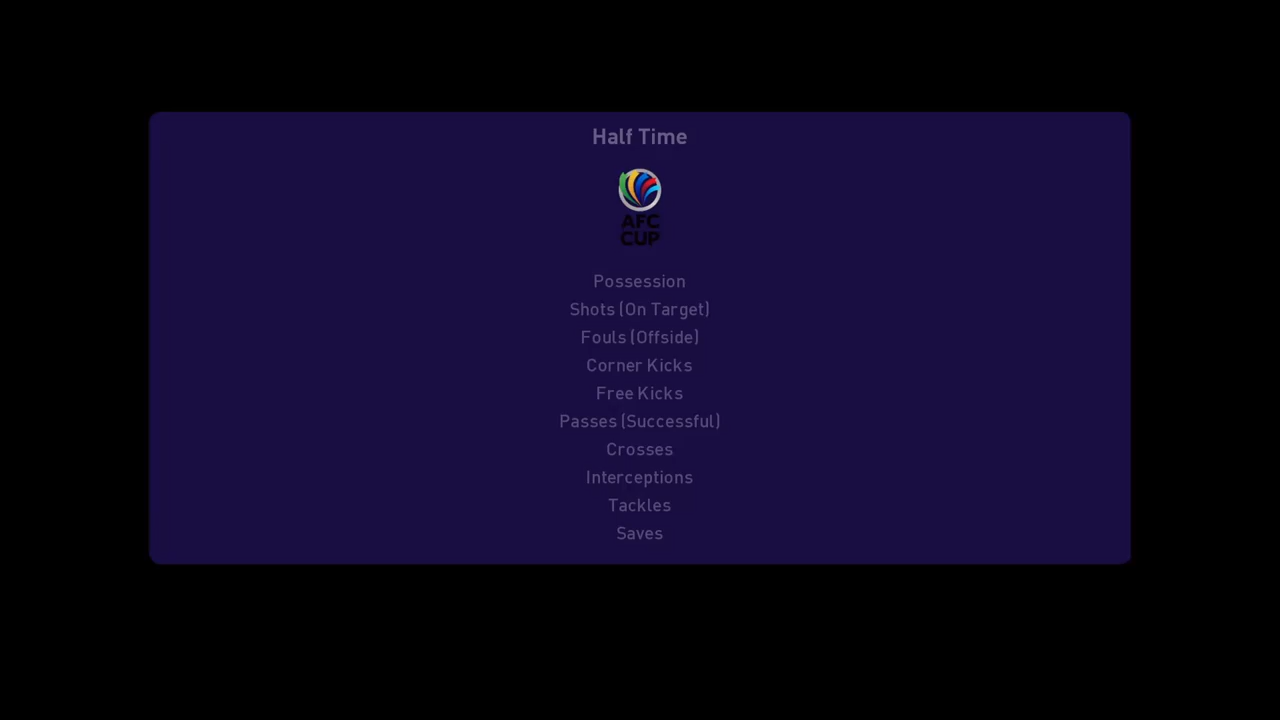 Half Time
AFC
CUP
Possession
Shots (On Target)
Fouls (Offside)
Corner Kicks
Free Kicks
Passes (Successful)
Crosses
Interceptions
Tackles
Saves